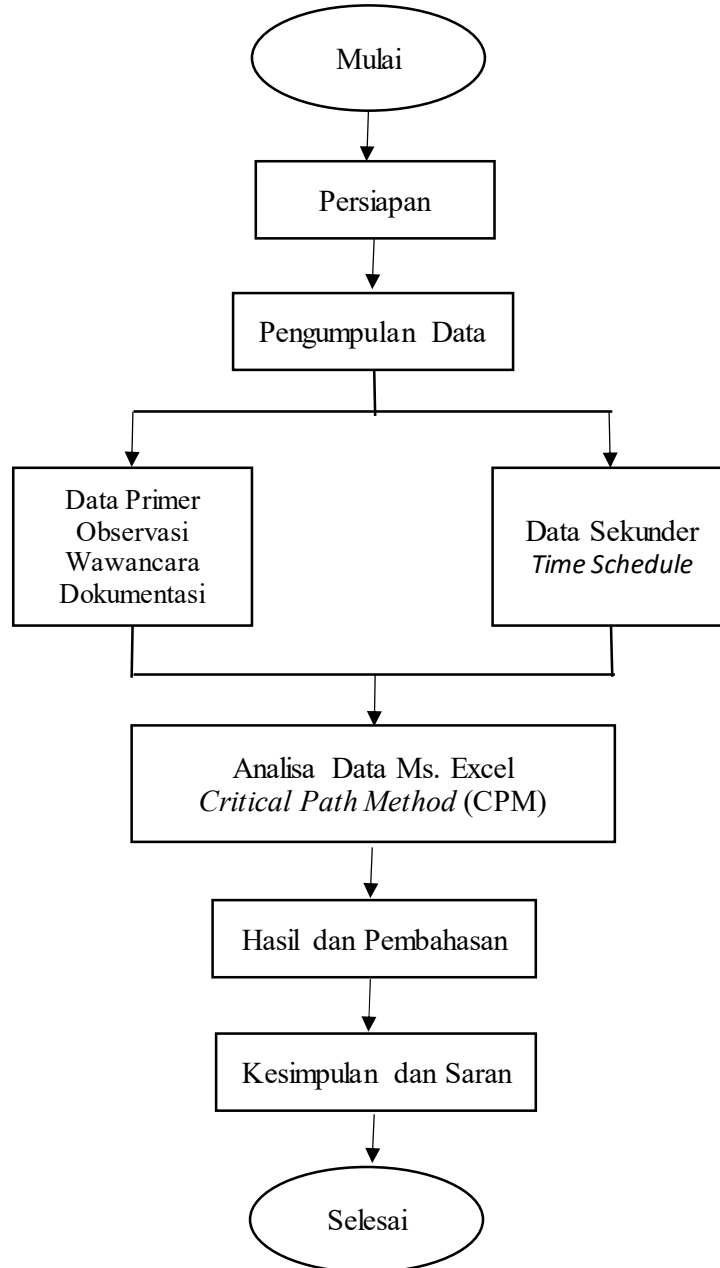 Mulai
Persiapan
Pengumpulan Data
Data Primer
Observasi
Wawancara
Dokumentasi
Data Sekunder
Time Schedule
Analisa Data Ms. Excel
Critical Path Method (CPM)
Hasil dan Pembahasan
Kesimpulan dan Saran
Selesai